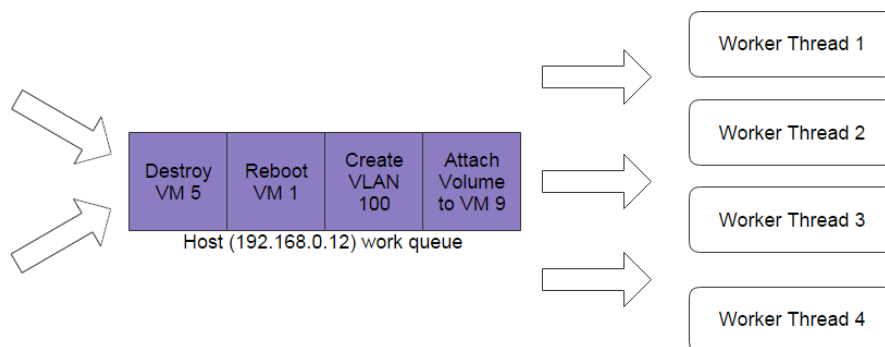 Destroy
VM 5
Reboot
VM 1
Create
VLAN
100
Attach
Volume
to VM 9
Host (192.168.0.12) work queue
Worker Thread 1
Worker Thread 2
Worker Thread 3
Worker Thread 4